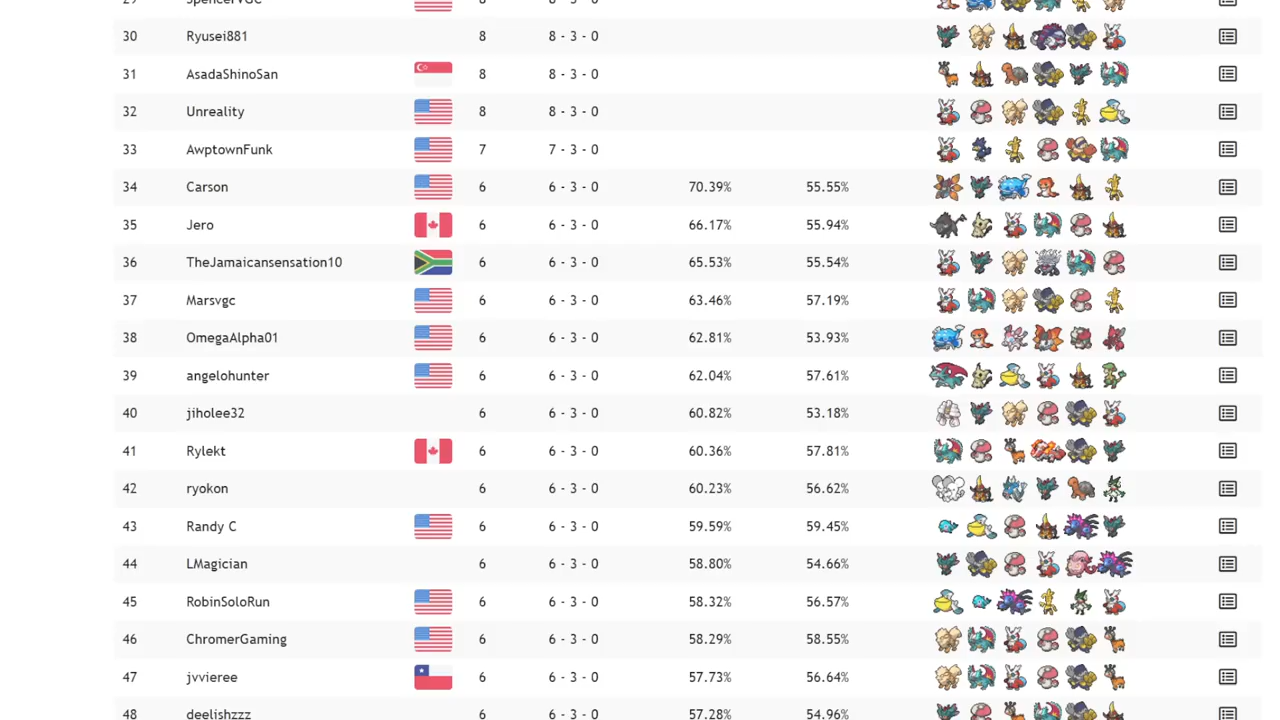 29 SpencerVGC 8 8 - 3 - 0
30 Ryusei881 8 8 - 3 - 0
31 AsadaShinoSan 8 8 - 3 - 0
32 Unreality 8 8 - 3 - 0
33 AwptownFunk 7 7 - 3 - 0
34 Carson 6 6 - 3 - 0 70.39% 55.55%
35 Jero 6 6 - 3 - 0 66.17% 55.94%
36 TheJamaicansensation10 6 6 - 3 - 0 65.53% 55.54%
37 Marsvgc 6 6 - 3 - 0 63.46% 57.19%
38 OmegaAlpha01 6 6 - 3 - 0 62.81% 53.93%
39 angelohunter 6 6 - 3 - 0 62.04% 57.61%
40 jiholee32 6 6 - 3 - 0 60.82% 53.18%
41 Rylekt 6 6 - 3 - 0 60.36% 57.81%
42 ryokon 6 6 - 3 - 0 60.23% 56.62%
43 Randy C 6 6 - 3 - 0 59.59% 59.45%
44 LMagician 6 6 - 3 - 0 58.80% 54.66%
45 RobinSoloRun 6 6 - 3 - 0 58.32% 56.57%
46 ChromerGaming 6 6 - 3 - 0 58.29% 58.55%
47 jvvieree 6 6 - 3 - 0 57.73% 56.64%
48 deelishzzz 6 6 - 3 - 0 57.28% 54.96%